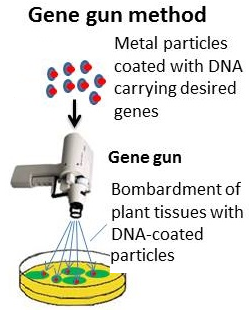 Gene gun method
Metal particles
coated with DNA
carrying desired
genes
Gene gun
Bombardment of
plant tissues with
DNA-coated
particles